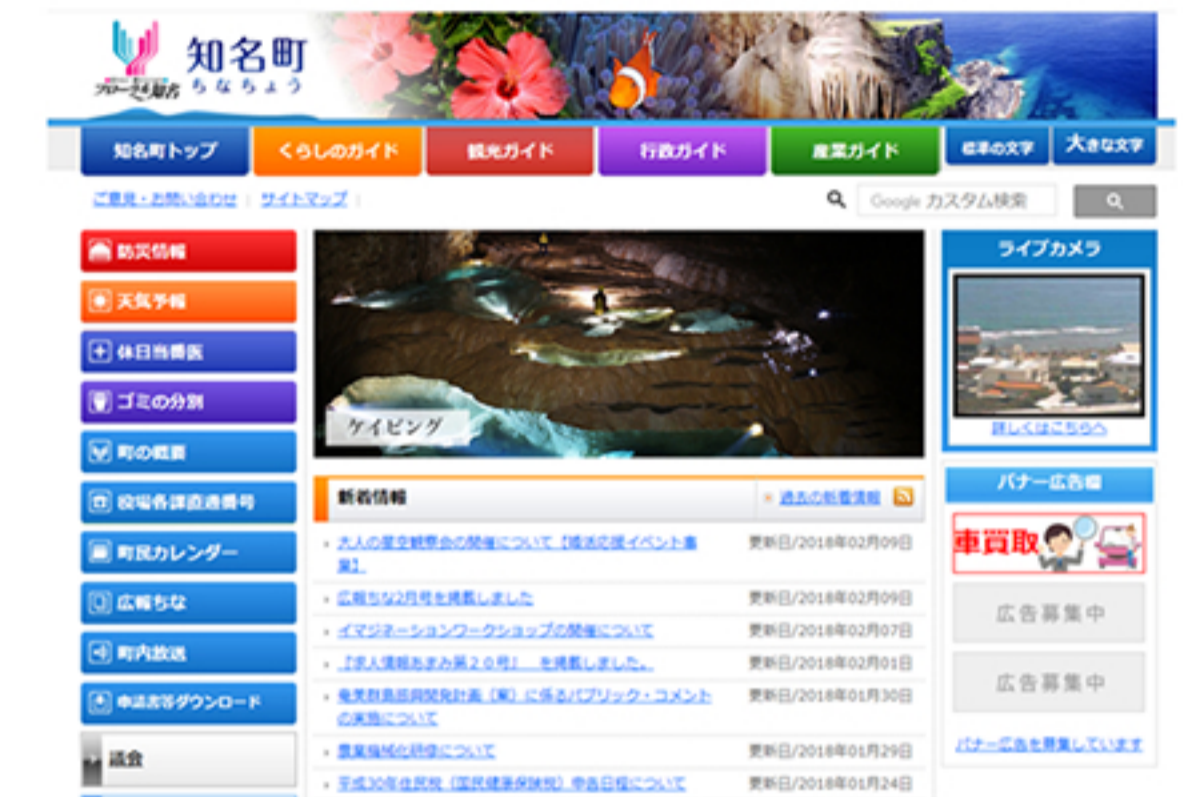 フローラル知名
知名町
ちなちょう
知名町トップ
くらしのガイド
観光ガイド
行政ガイド
産業ガイド
標準の文字
大きな文字
ご意見・お問い合わせ
サイトマップ
Google カスタム検索
防災情報
天気予報
休日当番医
ゴミの分別
町の概要
役場各課直通番号
町民カレンダー
広報ちな
町内放送
申請書等ダウンロード
議会
ケイビング
新着情報
過去の新着情報
大人の星空観察会の開催について【婚活応援イベント事
業】
更新日/2018年02月09日
広報ちな2月号を掲載しました
更新日/2018年02月09日
イマジネーションワークショップの開催について
更新日/2018年02月07日
「求人情報あまみ第20号」 を掲載しました。
更新日/2018年02月01日
奄美群島振興開発計画(案)に係るパブリック・コメント
の実施について
更新日/2018年01月30日
農業機械化研修について
更新日/2018年01月29日
平成30年住民税(国民健康保険税)申告日程について
更新日/2018年01月24日
ライブカメラ
詳しくはこちらへ
バナー広告欄
車買取
広告募集中
広告募集中
バナー広告を募集しています